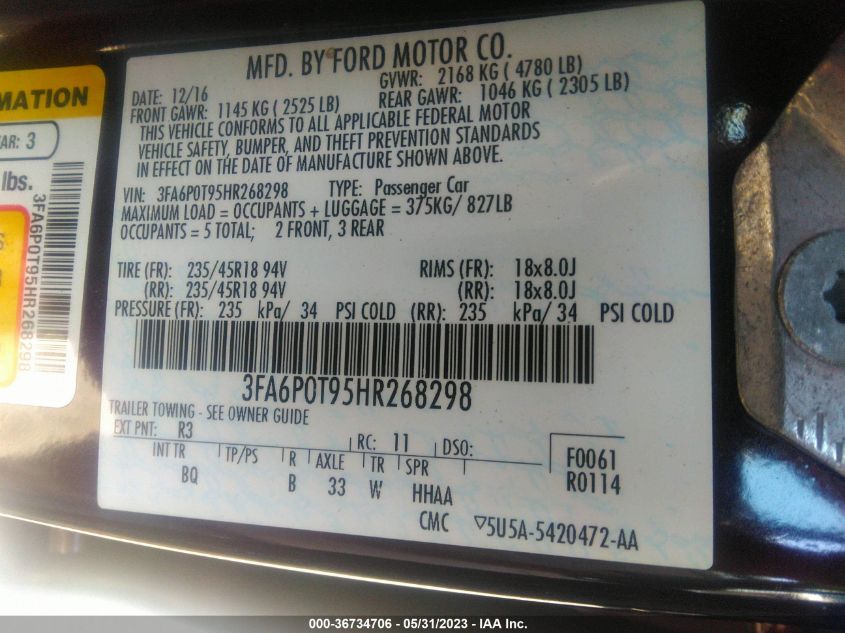 MFD. BY FORD MOTOR CO.
DATE: 12/16 GVWR: 2168 KG ( 4780 LB)
FRONT GAWR: 1145 KG ( 2525 LB) REAR GAWR: 1046 KG ( 2305 LB)
THIS VEHICLE CONFORMS TO ALL APPLICABLE FEDERAL MOTOR
VEHICLE SAFETY, BUMPER, AND THEFT PREVENTION STANDARDS
IN EFFECT ON THE DATE OF MANUFACTURE SHOWN ABOVE.
VIN: 3FA6P0T95HR268298 TYPE: Passenger Car
MAXIMUM LOAD = OCCUPANTS + LUGGAGE = 375KG/ 827LB
OCCUPANTS = 5 TOTAL; 2 FRONT, 3 REAR
TIRE (FR): 235/45R18 94V RIMS (FR): 18x8.0J
(RR): 235/45R18 94V (RR): 18x8.0J
PRESSURE (FR): 235 kPa/ 34 PSI COLD (RR): 235 kPa/ 34 PSI COLD
3FA6P0T95HR268298
TRAILER TOWING - SEE OWNER GUIDE
EXT PNT: R3 RC: 11 DSO: F0061
INT TR TP/PS R AXLE TR SPR R0114
BQ B 33 W HHAA
CMC ▽5U5A-5420472-AA
MATION
AR: 3
lbs.
3FA6P0T95HR268298
000-36734706 - 05/31/2023 - IAA Inc.